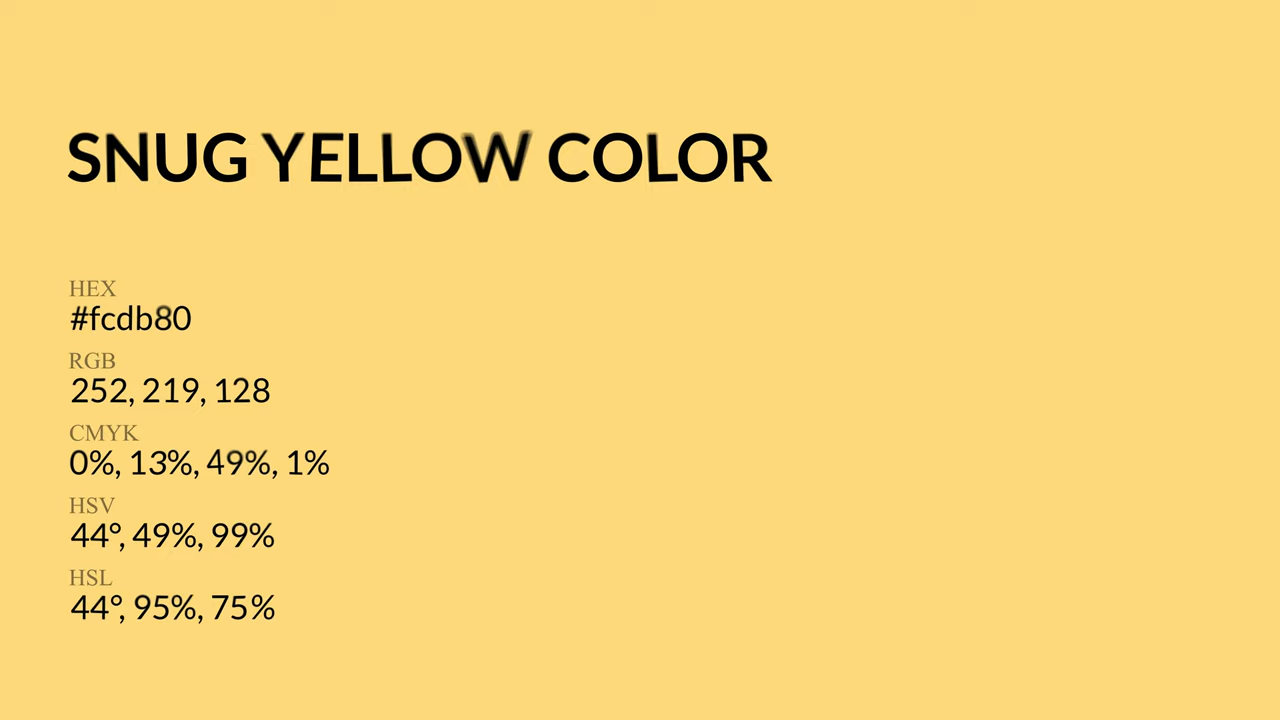 SNUG YELLOW COLOR
HEX
#fcdb80
RGB
252, 219, 128
CMYK
0%, 13%, 49%, 1%
HSV
44°, 49%, 99%
HSL
44°, 95%, 75%